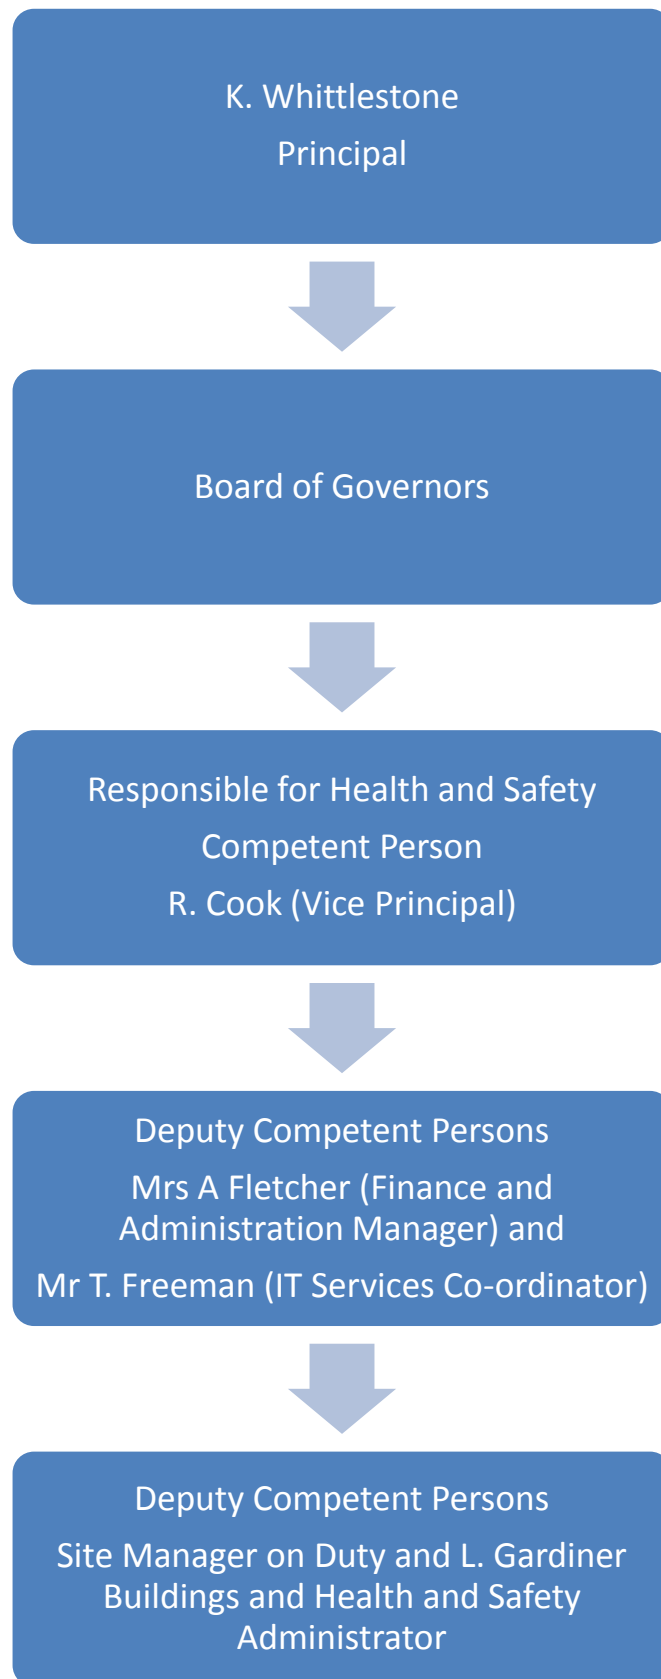 K. Whittlestone
Principal
Board of Governors
Responsible for Health and Safety
Competent Person
R. Cook (Vice Principal)
Deputy Competent Persons
Mrs A Fletcher (Finance and
Administration Manager) and
Mr T. Freeman (IT Services Co-ordinator)
Deputy Competent Persons
Site Manager on Duty and L. Gardiner
Buildings and Health and Safety
Administrator